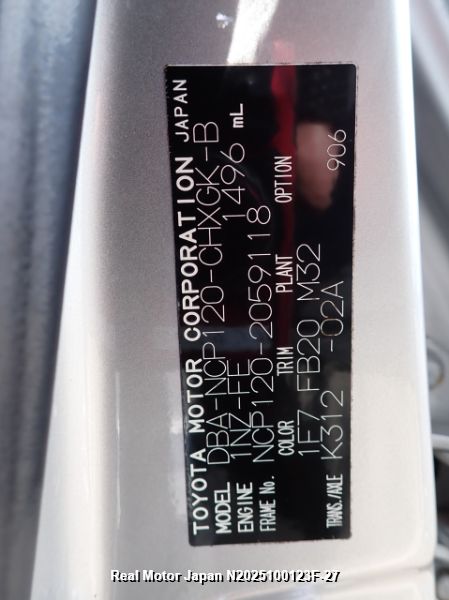 TOYOTA MOTOR CORPORATION JAPAN
MODEL DBA-NCP120-CHXGK-B
ENGINE 1NZ-FE 1496 mL
FRAME No. NCP120-2059118
COLOR TRIM PLANT OPTION
1E7 FB20 M32 906
TRANS./AXLE K312 -02A
Real Motor Japan N2025100123F-27